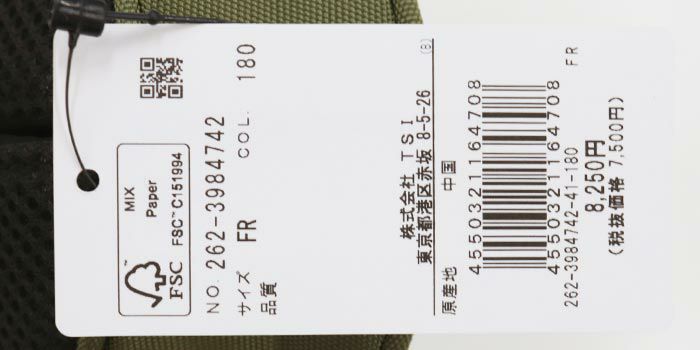 MIX
Paper
FSC™ C151994
™
FSC
NO. 262-3984742
サイズ FR COL. 180
品質
(8)
株式会社 TSI
東京都港区赤坂 8-5-26
原産地 中国
4550321164708
4550321164708
262-3984742-41-180 FR
8,250円
(税抜価格 7,500円)